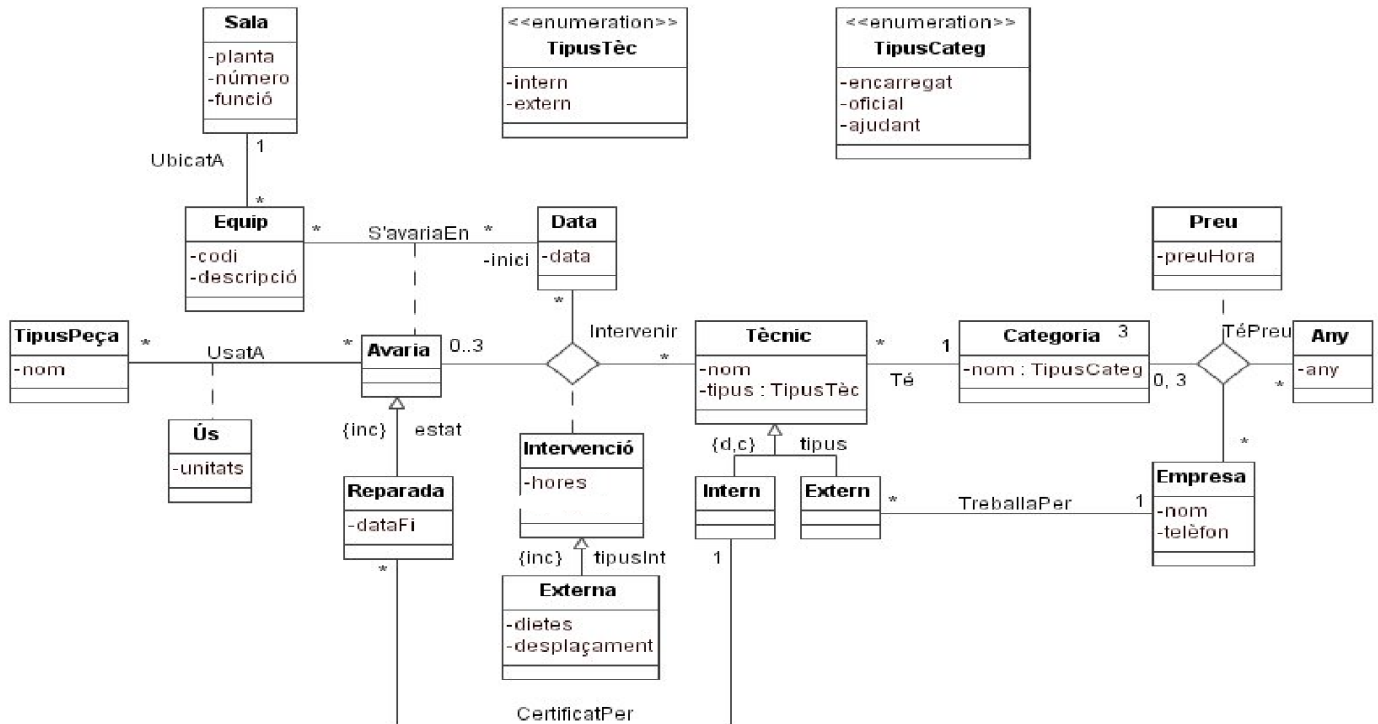 Sala
-planta
-número
-funció
<<enumeration>>
TipusTèc
-intern
-extern
<<enumeration>>
TipusCateg
-encarregat
-oficial
-ajudant
1
UbicatA
*
Equip
-codi
-descripció
*
S'avariaEn
*
-inici
Data
-data
*
Preu
-preuHora
TipusPeça
-nom
*
UsatA
*
Avaria
0..3
Intervenir
*
Tècnic
-nom
-tipus : TipusTèc
*
Té
1
Categoria
3
-nom : TipusCateg
0, 3
TéPreu
*
Any
-any
Ús
-unitats
{inc}
estat
Reparada
-dataFi
*
Intervenció
-hores
{inc}
tipusInt
Externa
-dietes
-desplaçament
{d,c}
tipus
Intern
1
Extern
*
TreballaPer
1
*
Empresa
-nom
-telèfon
CertificatPer